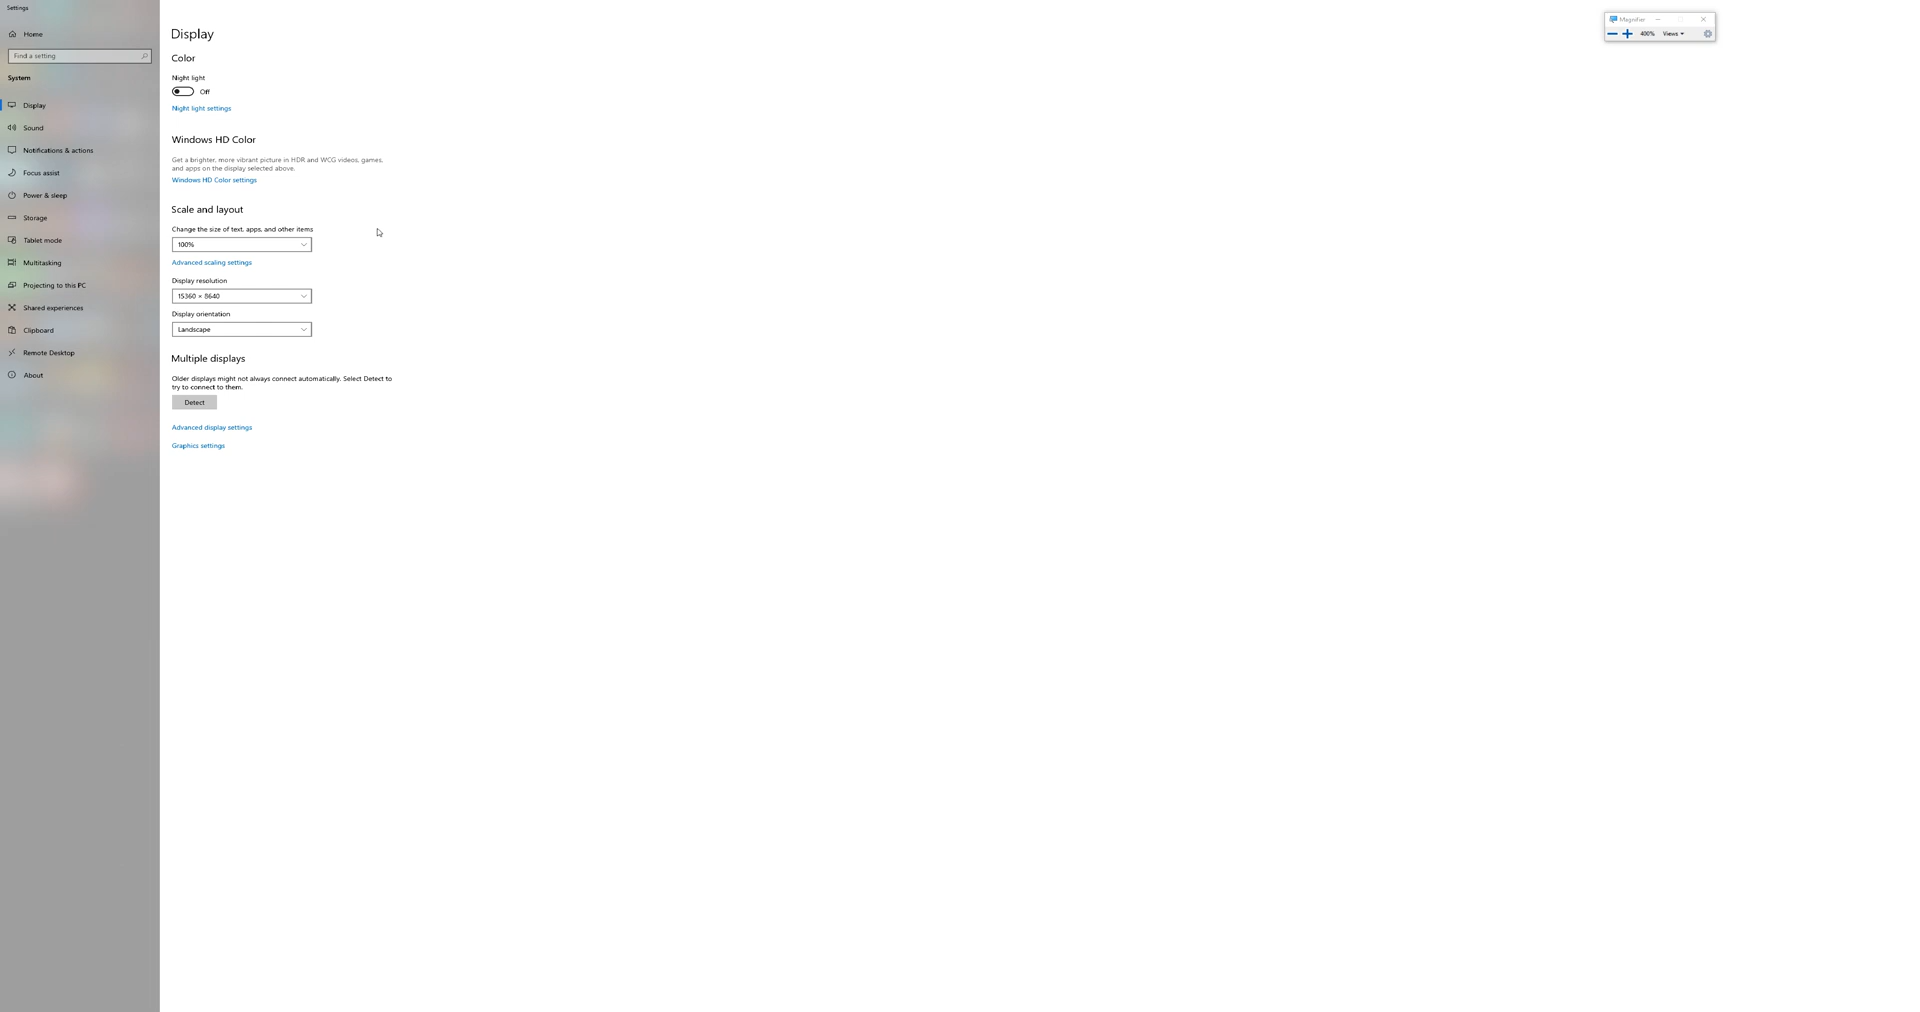 Settings
Home
Find a setting
System
Display
Sound
Notifications & actions
Focus assist
Power & sleep
Storage
Tablet mode
Multitasking
Projecting to this PC
Shared experiences
Clipboard
Remote Desktop
About
Display
Color
Night light
Off
Night light settings
Windows HD Color
Get a brighter, more vibrant picture in HDR and WCG videos, games,
and apps on the display selected above.
Windows HD Color settings
Scale and layout
Change the size of text, apps, and other items
100%
Advanced scaling settings
Display resolution
15360 × 8640
Display orientation
Landscape
Multiple displays
Older displays might not always connect automatically. Select Detect to
try to connect to them.
Detect
Advanced display settings
Graphics settings
Magnifier
400% Views